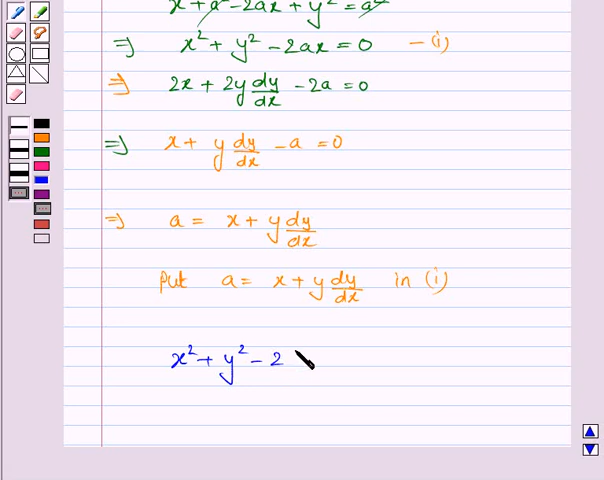 x² + a² - 2ax + y² = a²
⇒ x² + y² - 2ax = 0 - (i)
⇒ 2x + 2y dy/dx - 2a = 0
⇒ x + y dy/dx - a = 0
⇒ a = x + y dy/dx
Put a = x + y dy/dx in (i)
x² + y² - 2